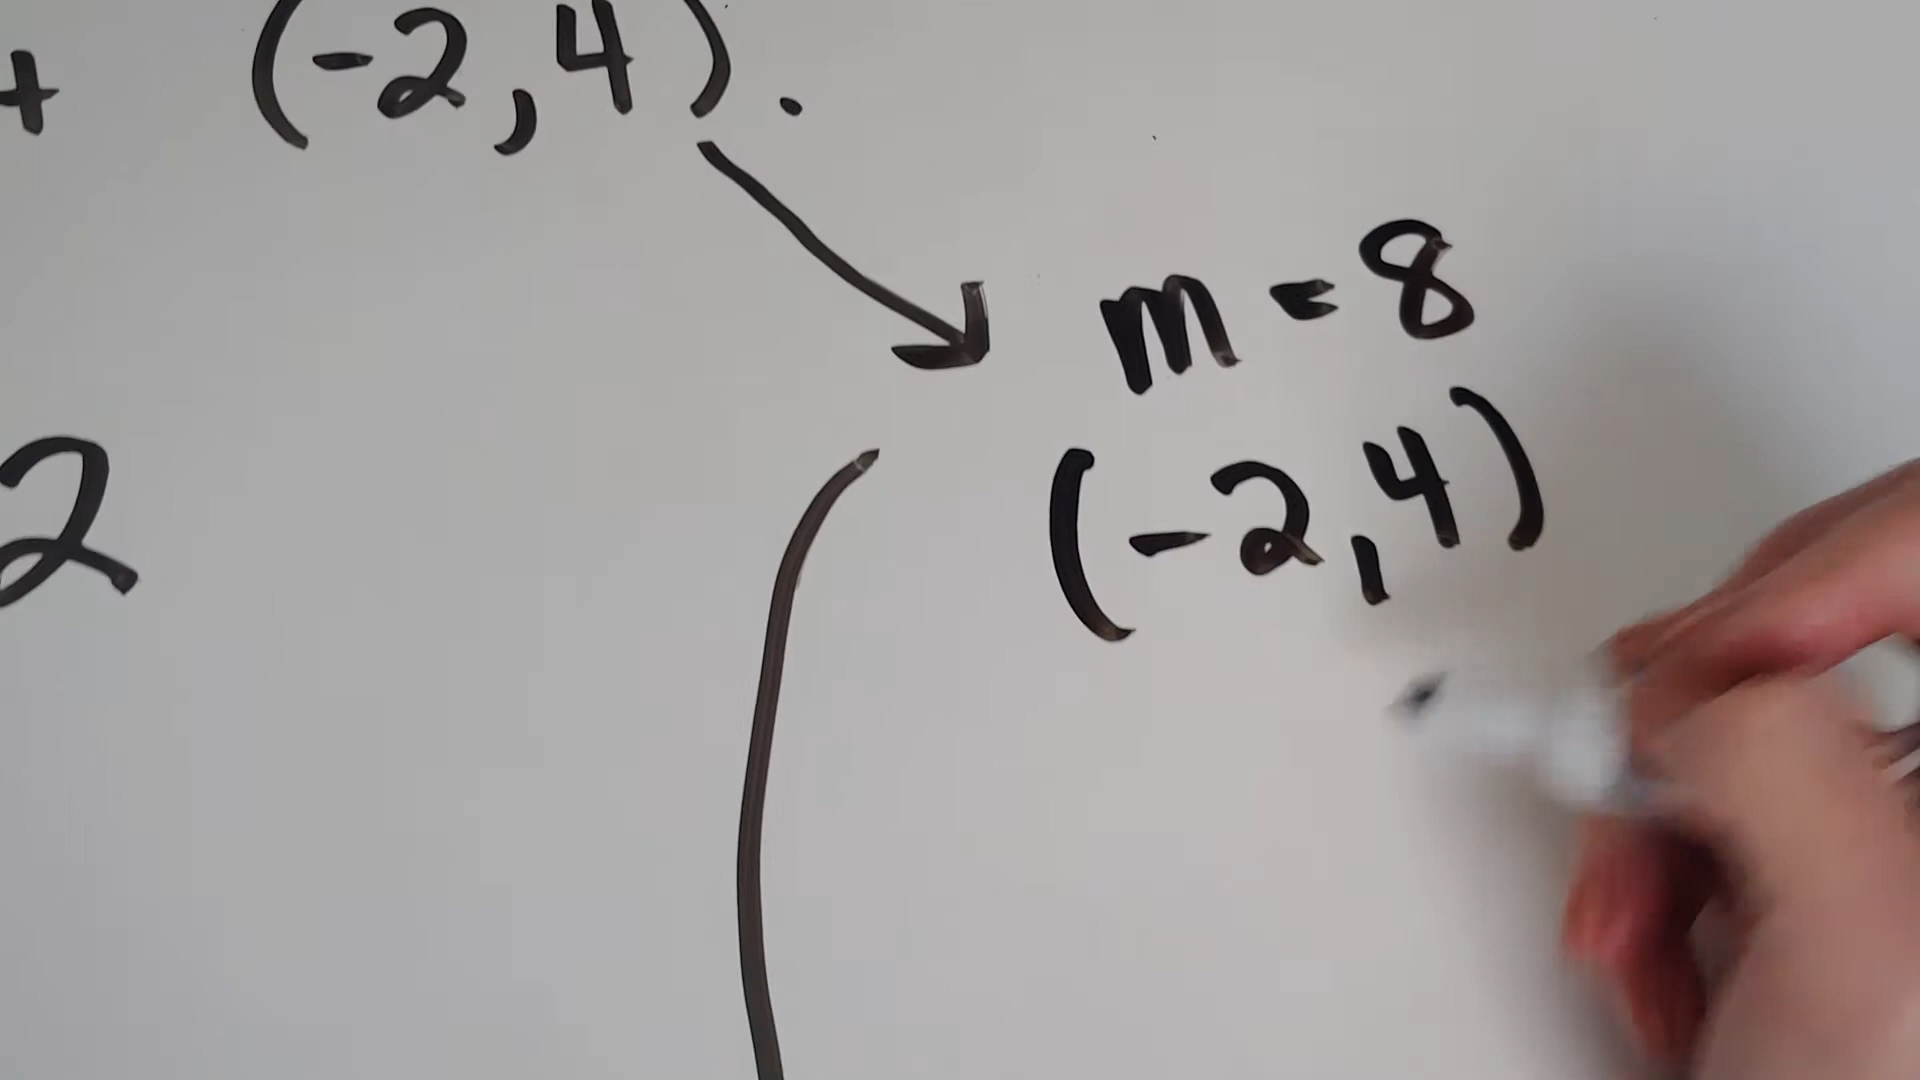 t (-2,4).
m = 8
(-2,4)
2